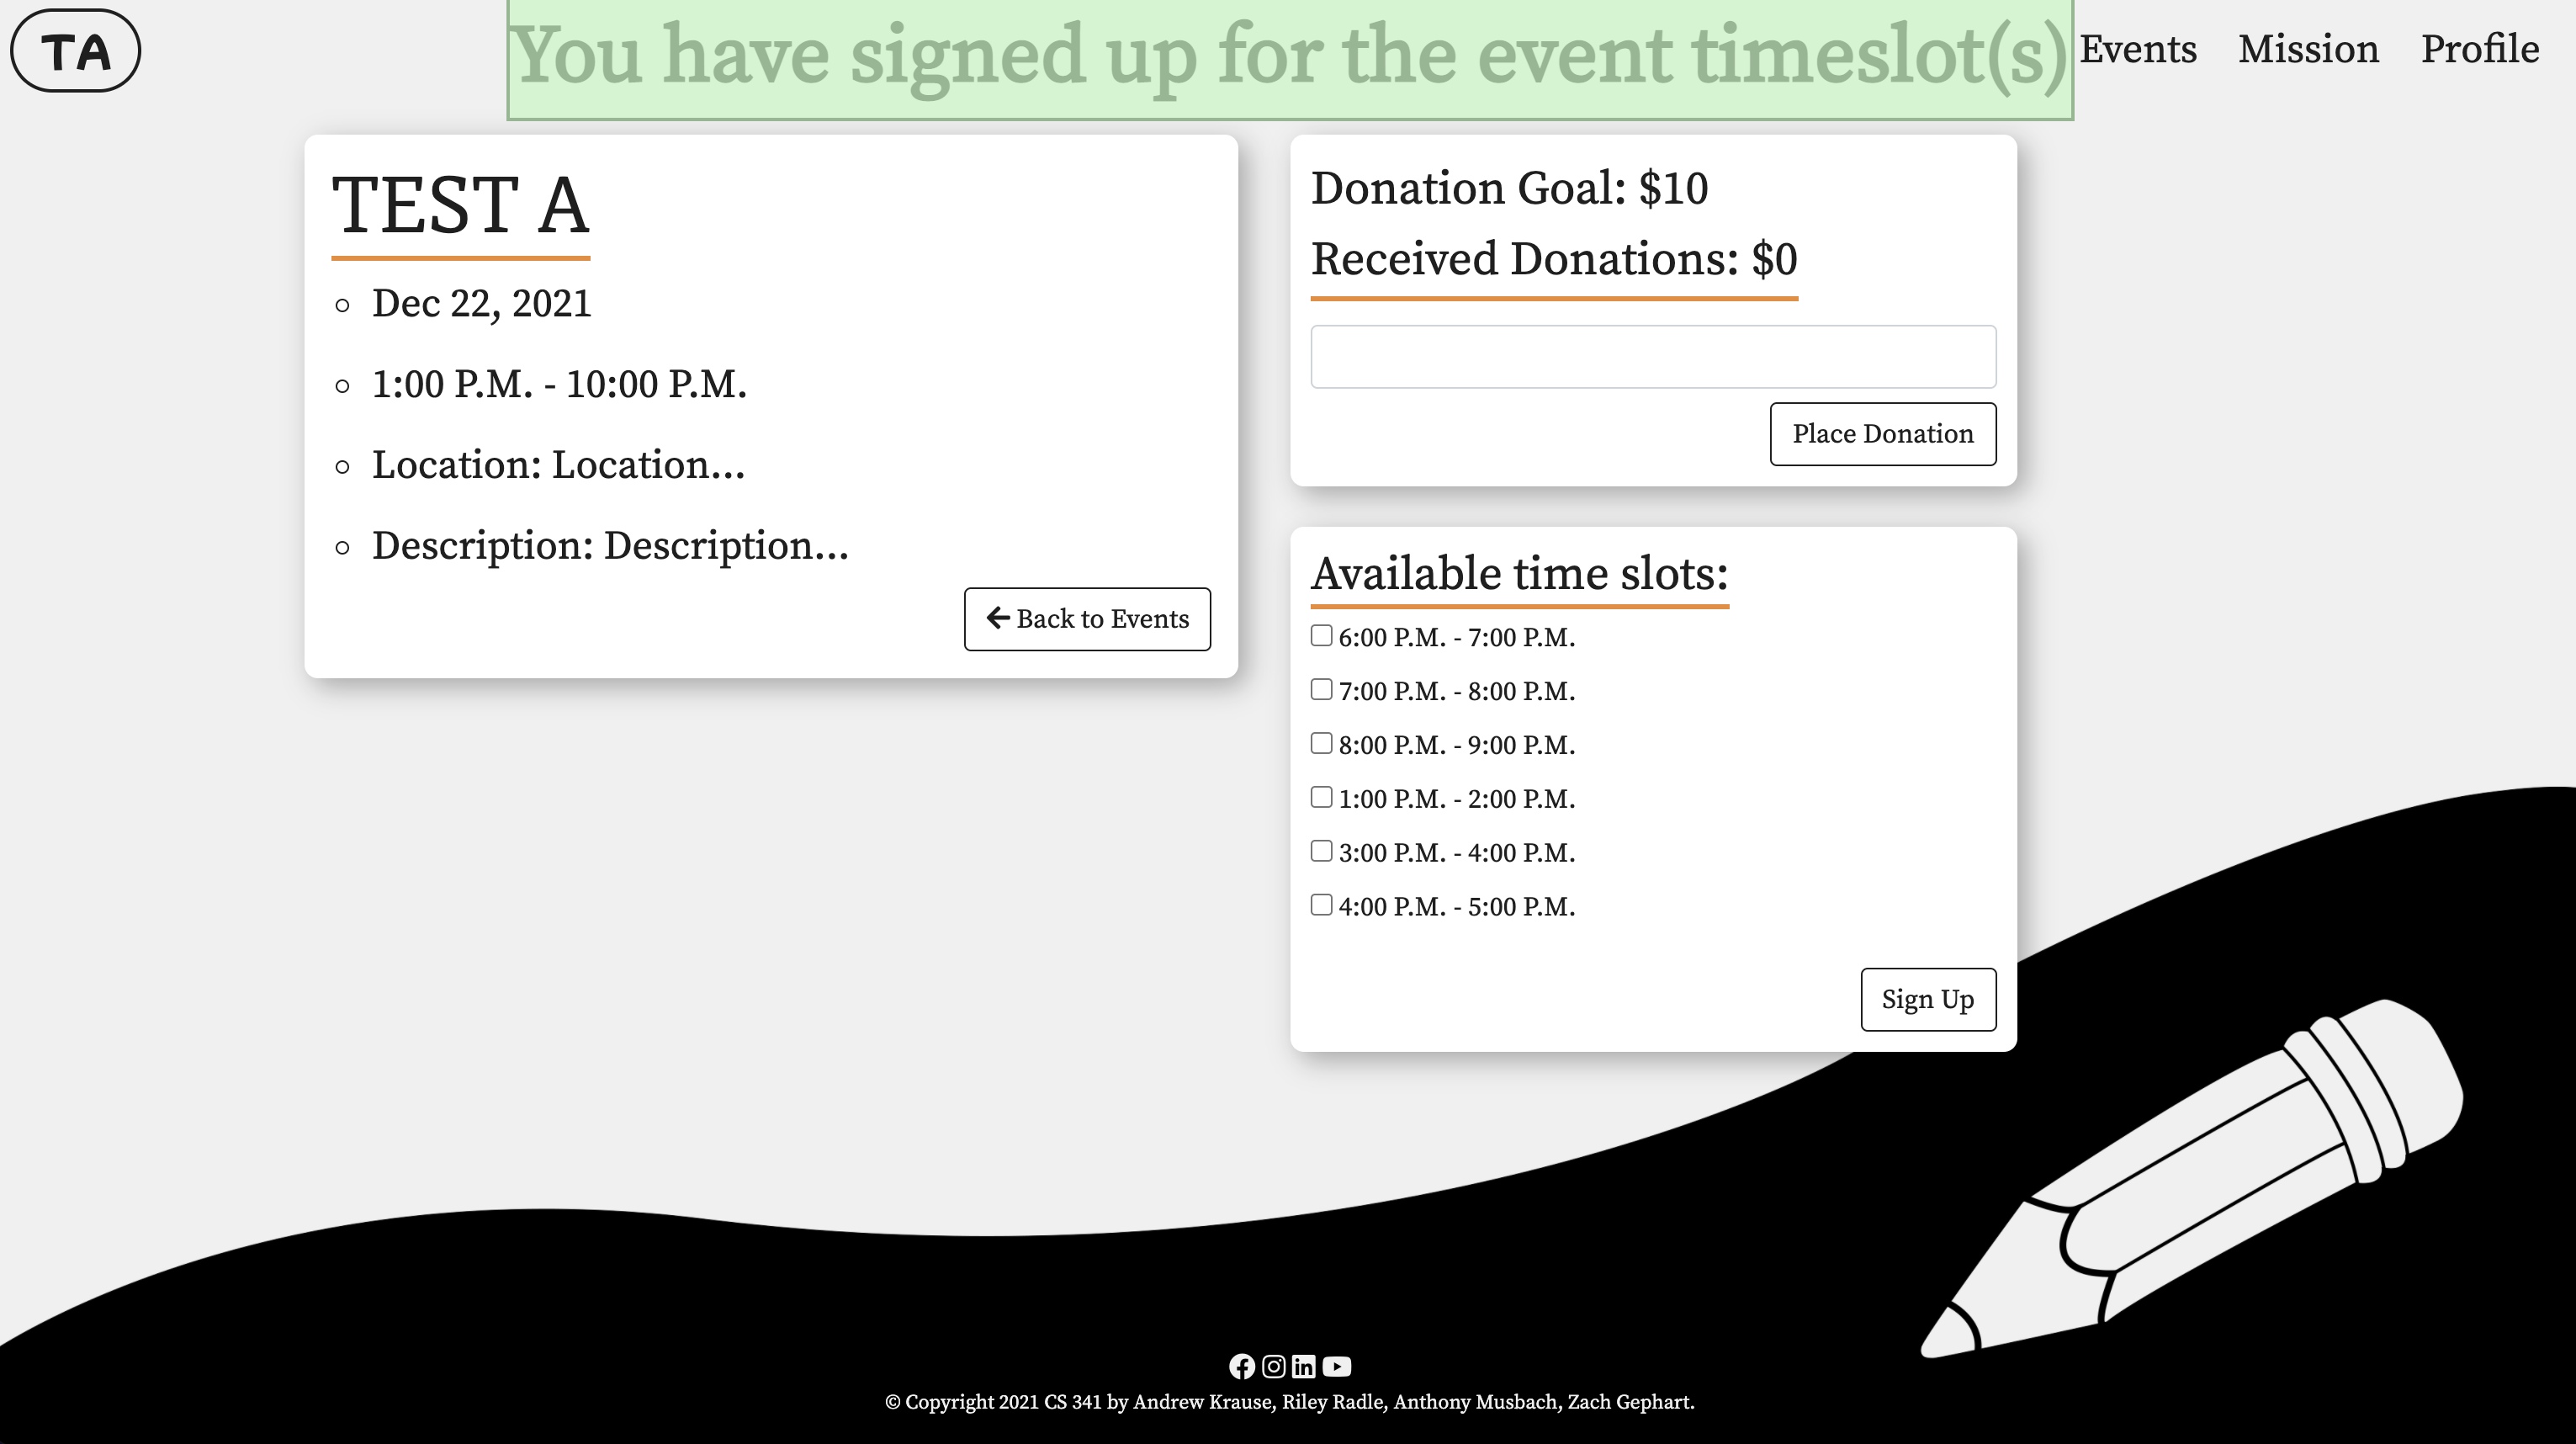 TA
You have signed up for the event timeslot(s)
Events Mission Profile
TEST A
Dec 22, 2021
1:00 P.M. - 10:00 P.M.
Location: Location...
Description: Description...
Back to Events
Donation Goal: $10
Received Donations: $0
Place Donation
Available time slots:
6:00 P.M. - 7:00 P.M.
7:00 P.M. - 8:00 P.M.
8:00 P.M. - 9:00 P.M.
1:00 P.M. - 2:00 P.M.
3:00 P.M. - 4:00 P.M.
4:00 P.M. - 5:00 P.M.
Sign Up
© Copyright 2021 CS 341 by Andrew Krause, Riley Radle, Anthony Musbach, Zach Gephart.